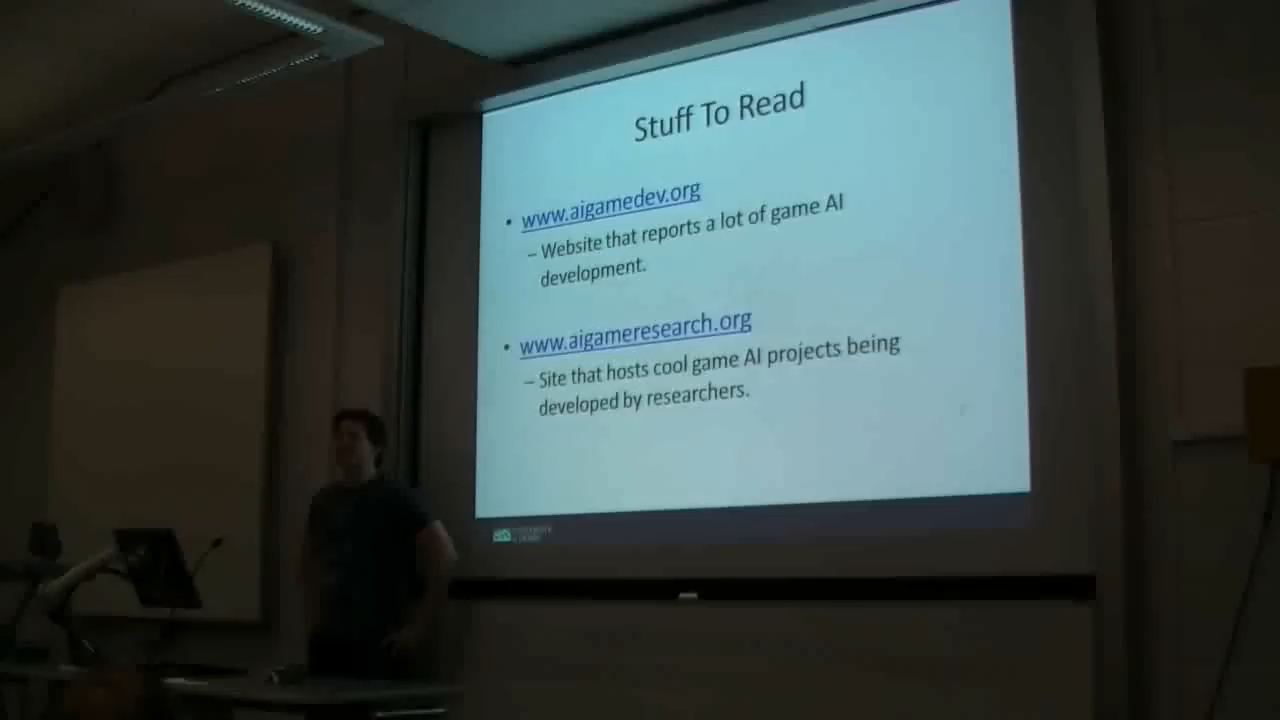 Stuff To Read
• www.aigamedev.org
– Website that reports a lot of game AI
development.
• www.aigameresearch.org
– Site that hosts cool game AI projects being
developed by researchers.